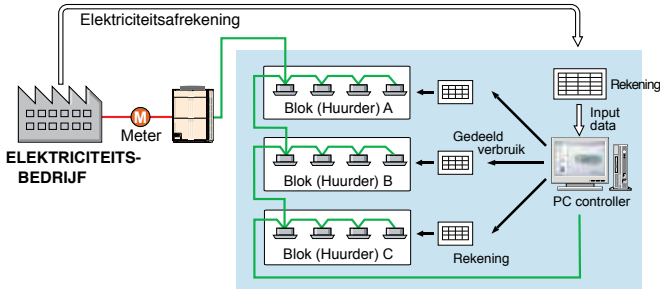 Elektriciteitsafrekening
Blok (Huurder) A
Rekening
M
Meter
Input
data
Gedeeld
verbruik
ELEKTRICITEITS-
BEDRIJF
Blok (Huurder) B
PC controller
Blok (Huurder) C
Rekening